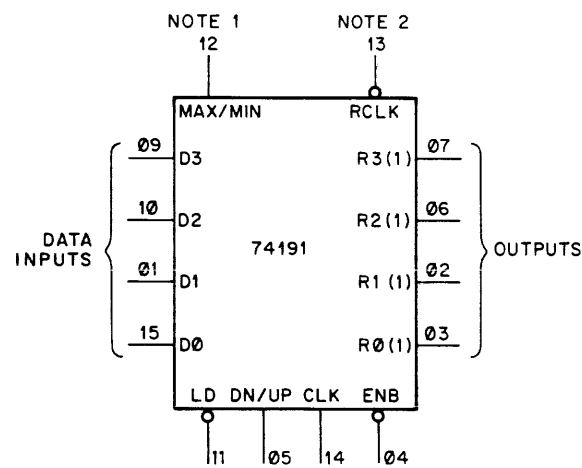 NOTE 1 NOTE 2
12 13
MAX/MIN RCLK
09 D3 R3(1) 07
10 D2 R2(1) 06
DATA INPUTS 74191 OUTPUTS
01 D1 R1(1) 02
15 D0 R0(1) 03
LD DN/UP CLK ENB
11 05 14 04